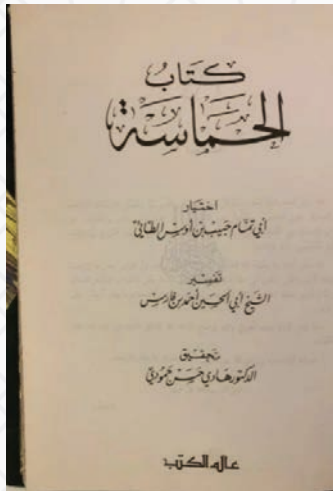 كتاب
الحماسة
اختيار
أبي تمام حبيب بن أوس الطائي
تفسير
الشيخ أبي الحسين أحمد بن فارس
تحقيق
الدكتور هادي حسن حمودي
عالم الكتب